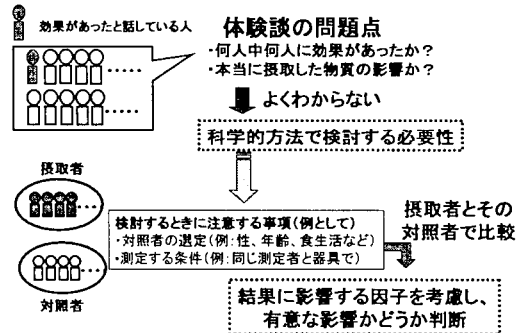 効果があったと話している人
体験談の問題点
・何人中何人に効果があったか？
・本当に摂取した物質の影響か？
よくわからない
科学的方法で検討する必要性
摂取者
対照者
検討するときに注意する事項(例として)
・対照者の選定(例:性、年齢、食生活など)
・測定する条件(例:同じ測定者と器具で)
摂取者とその
対照者で比較
結果に影響する因子を考慮し、
有意な影響かどうか判断